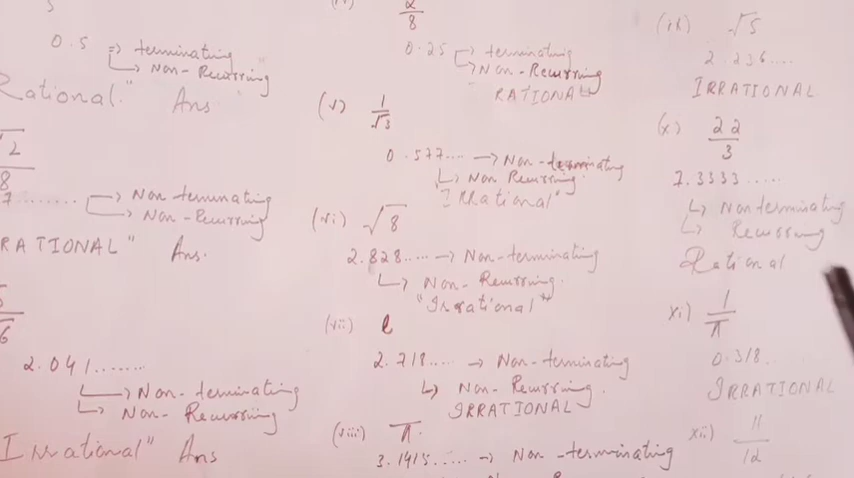 5
0.5 => terminating
↳ Non-Recurring
Rational." Ans
√2
8
7........ → Non terminating
→ Non-Recurring
RATIONAL" Ans.
5
6
2.041........
→ Non-terminating
→ Non-Recurring
Irrational" Ans
2
8
0.25 → terminating
→ Non-Recurring
RATIONAL
(v) 1
√3
0.577.... → Non-terminating
↳ Non Recurring.
Irrational"
(vi) √8
2.828.... → Non-terminating
↳ Non-Recurring.
"Irrational"
(vii) e
2.718.... → Non-terminating
↳ Non-Recurring.
IRRATIONAL
(viii) π.
3.1415..... → Non-terminating
(ix) √5
2.236....
IRRATIONAL
(x) 22
3
7.3333.....
↳ Non terminating
↳ Recurring
Rational
xi) 1
π
0.318..
IRRATIONAL
xii) 11
12